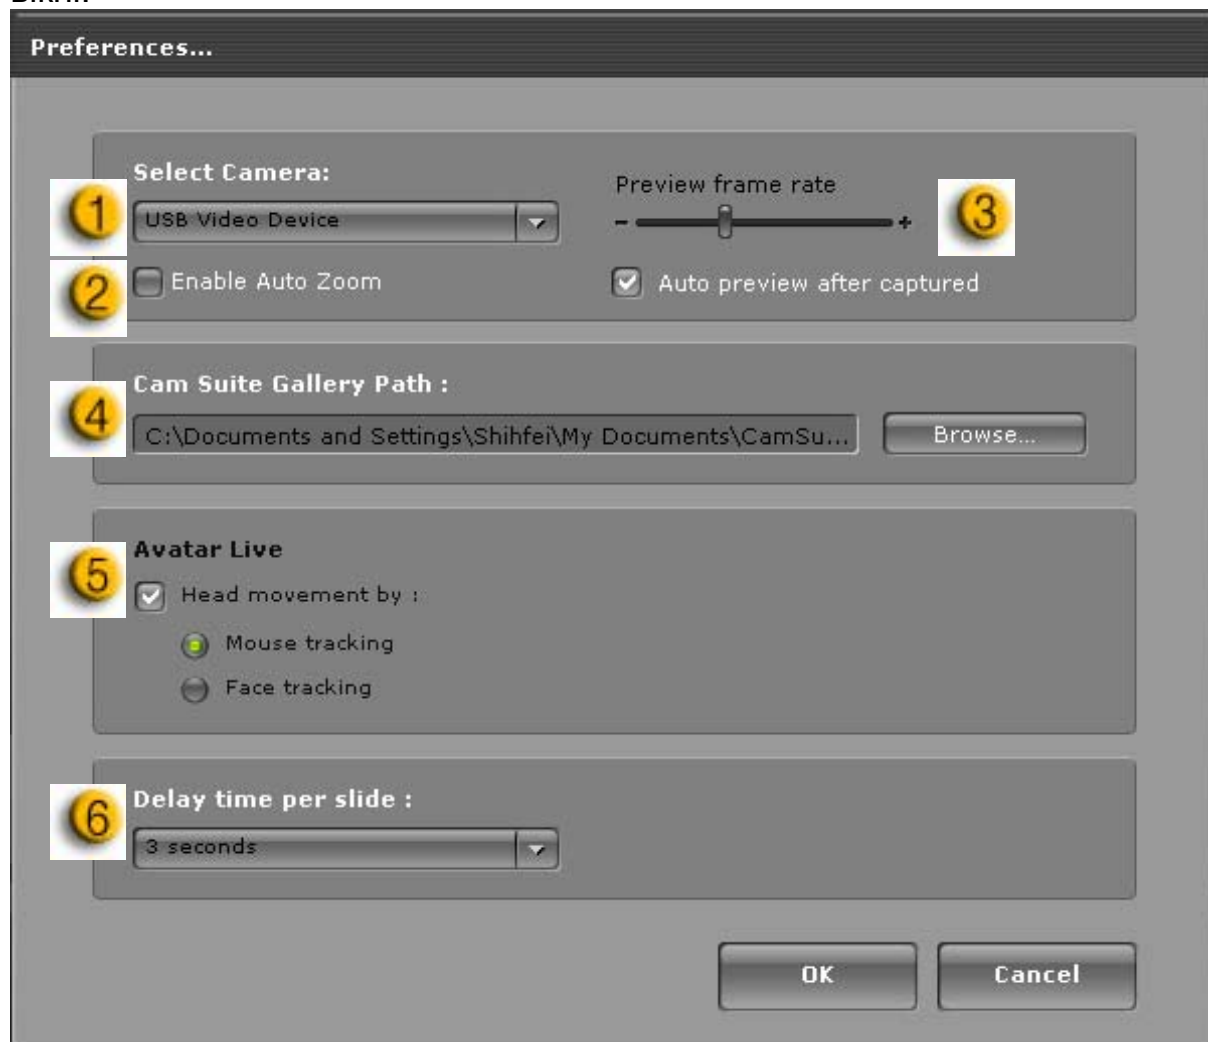 Preferences...
Select Camera:
Preview frame rate
1
USB Video Device
- +
3
2
Enable Auto Zoom
Auto preview after captured
Cam Suite Gallery Path :
4
C:\Documents and Settings\Shihfei\My Documents\CamSu...
Browse...
Avatar Live
5
Head movement by :
Mouse tracking
Face tracking
Delay time per slide :
6
3 seconds
OK
Cancel